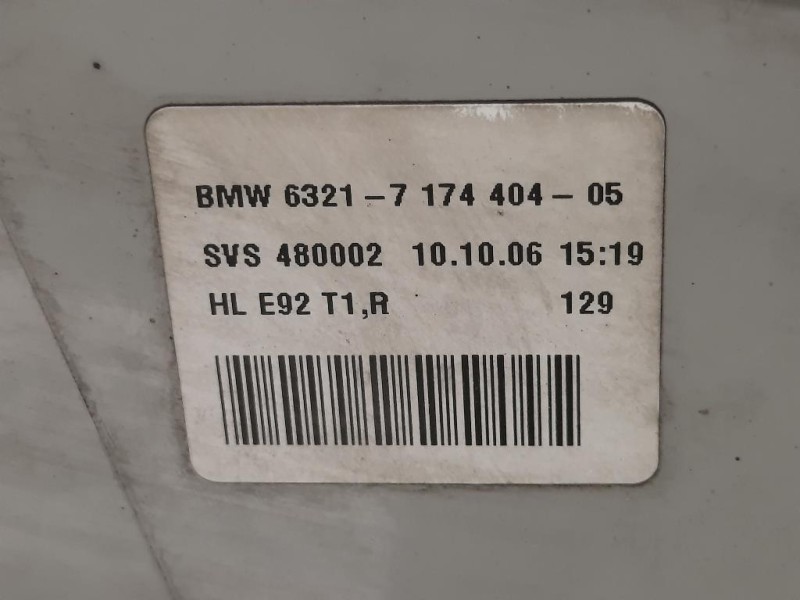 BMW 6321-7 174 404-05
SVS 480002 10.10.06 15:19
HL E92 T1,R 129